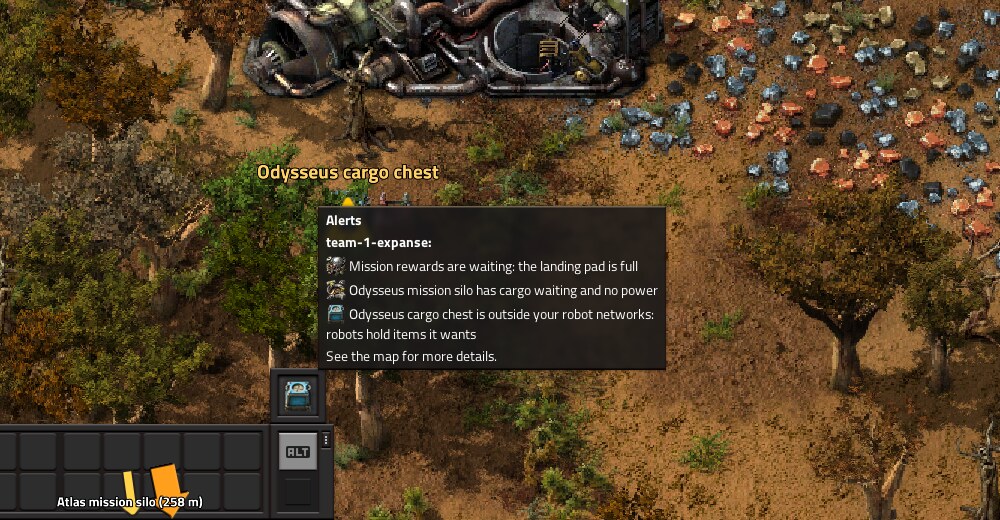 Odysseus cargo chest
Alerts
team-1-expanse:
Mission rewards are waiting: the landing pad is full
Odysseus mission silo has cargo waiting and no power
Odysseus cargo chest is outside your robot networks:
robots hold items it wants
See the map for more details.
ALT
Atlas mission silo (258 m)